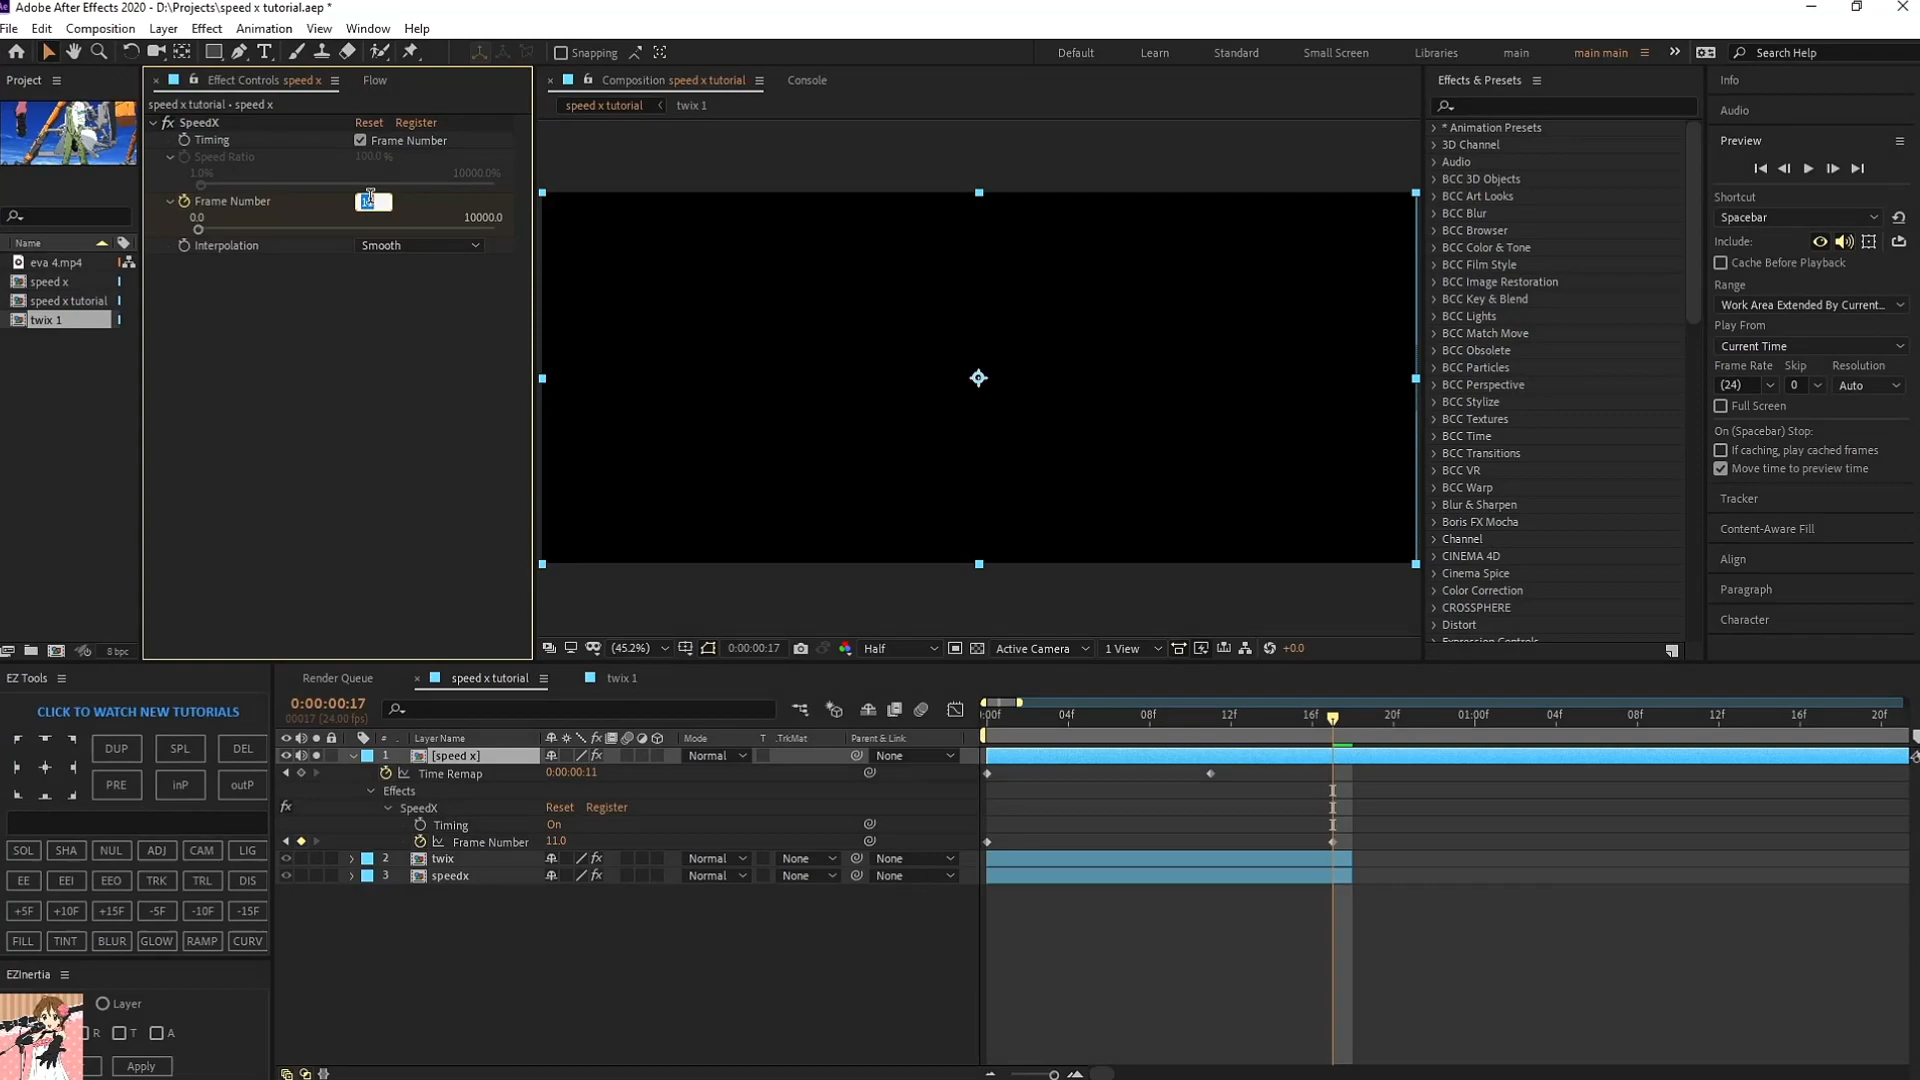 Adobe After Effects 2020 - D:\Projects\speed x tutorial.aep *
File Edit Composition Layer Effect Animation View Window Help
Snapping Default Learn Standard Small Screen Libraries main main main Search Help
Project
Effect Controls speed x Flow
speed x tutorial • speed x
fx SpeedX Reset Register
Timing Frame Number
Speed Ratio 100.0 %
1.0% 10000.0%
Frame Number
0.0 10000.0
Interpolation Smooth
Name
eva 4.mp4
speed x
speed x tutorial
twix 1
8 bpc
Composition speed x tutorial Console
speed x tutorial twix 1
(45.2%) 0:00:00:17 Half Active Camera 1 View +0.0
Effects & Presets
* Animation Presets
3D Channel
Audio
BCC 3D Objects
BCC Art Looks
BCC Blur
BCC Browser
BCC Color & Tone
BCC Film Style
BCC Image Restoration
BCC Key & Blend
BCC Lights
BCC Match Move
BCC Obsolete
BCC Particles
BCC Perspective
BCC Stylize
BCC Textures
BCC Time
BCC Transitions
BCC VR
BCC Warp
Blur & Sharpen
Boris FX Mocha
Channel
CINEMA 4D
Cinema Spice
Color Correction
CROSSPHERE
Distort
Expression Controls
Info
Audio
Preview
Shortcut
Spacebar
Include:
Cache Before Playback
Range
Work Area Extended By Current...
Play From
Current Time
Frame Rate Skip Resolution
(24) 0 Auto
Full Screen
On (Spacebar) Stop:
If caching, play cached frames
Move time to preview time
Tracker
Content-Aware Fill
Align
Paragraph
Character
EZ Tools
CLICK TO WATCH NEW TUTORIALS
DUP SPL DEL
PRE inP outP
SOL SHA NUL ADJ CAM LIG
EE EEI EEO TRK TRL DIS
+5F +10F +15F -5F -10F -15F
FILL TINT BLUR GLOW RAMP CURV
EZInertia
Layer
R T A
Apply
Render Queue speed x tutorial twix 1
0:00:00:17
00017 (24.00 fps)
:00f 04f 08f 12f 16f 20f 01:00f 04f 08f 12f 16f 20f
# Layer Name Mode T .TrkMat Parent & Link
1 [speed x] Normal None
Time Remap 0:00:00:11
Effects
fx SpeedX Reset Register
Timing On
Frame Number 11.0
2 twix Normal None None
3 speedx Normal None None